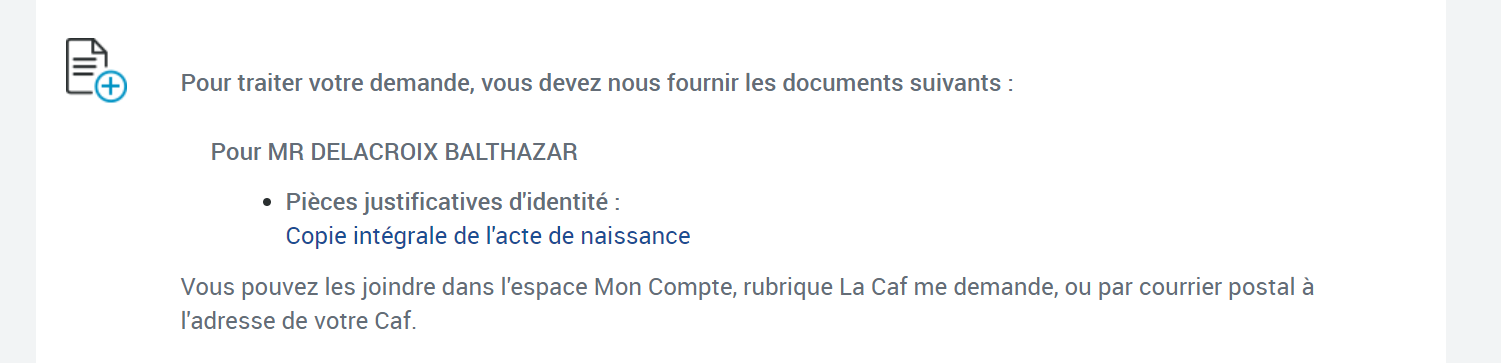 Pour traiter votre demande, vous devez nous fournir les documents suivants :
Pour MR DELACROIX BALTHAZAR
• Pièces justificatives d'identité :
Copie intégrale de l'acte de naissance
Vous pouvez les joindre dans l'espace Mon Compte, rubrique La Caf me demande, ou par courrier postal à
l'adresse de votre Caf.